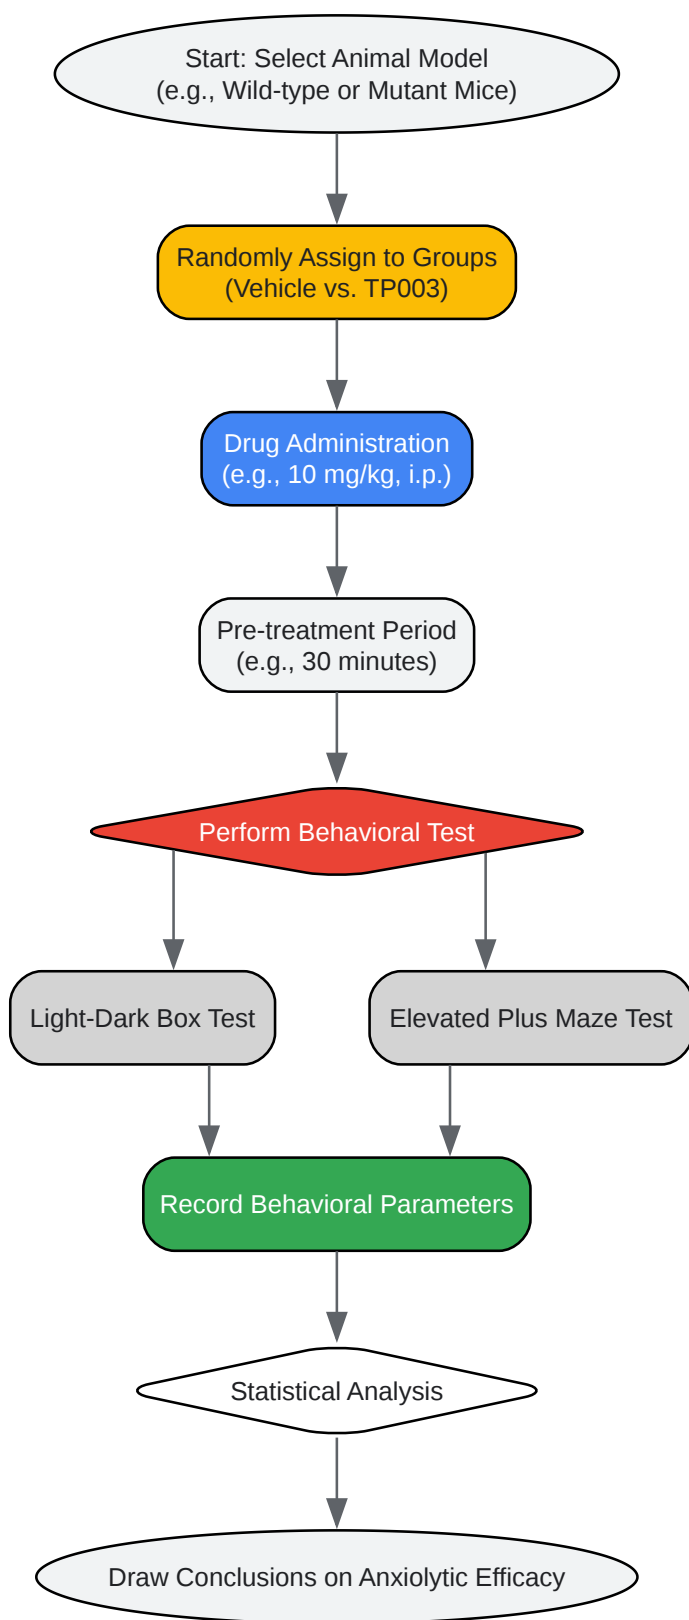 Start: Select Animal Model
(e.g., Wild-type or Mutant Mice)
Randomly Assign to Groups
(Vehicle vs. TP003)
Drug Administration
(e.g., 10 mg/kg, i.p.)
Pre-treatment Period
(e.g., 30 minutes)
Perform Behavioral Test
Light-Dark Box Test
Elevated Plus Maze Test
Record Behavioral Parameters
Statistical Analysis
Draw Conclusions on Anxiolytic Efficacy